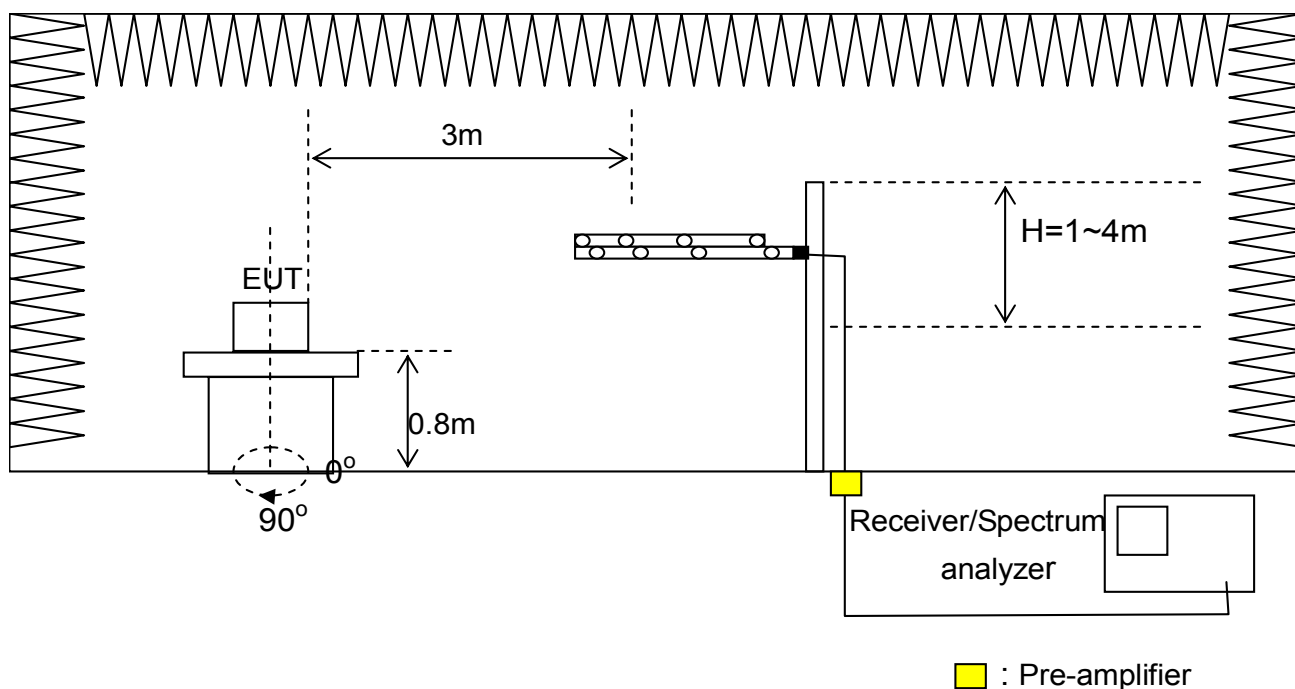 3m
H=1~4m
EUT
0.8m
0°
90°
Receiver/Spectrum
analyzer
: Pre-amplifier